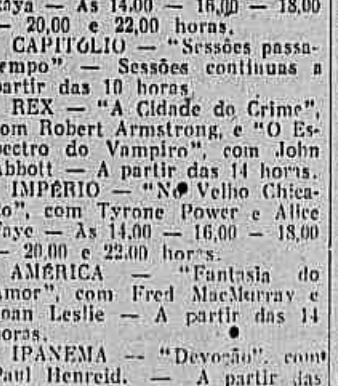 aya — As 14,00 — 16,00 — 18,00
— 20,00 e 22,00 horas.
CAPITÓLIO — "Sessões passa-
empo" — Sessões continuas a
partir das 10 horas.
REX — "A Cidade do Crime",
om Robert Armstrong, e "O Es-
pectro do Vampiro", com John
Abbott — A partir das 14 horas.
IMPÉRIO — "No Velho Chica-
go", com Tyrone Power e Alice
Faye — As 14,00 — 16,00 — 18,00
— 20,00 e 22,00 horas.
AMÉRICA — "Fantasia do
Amor", com Fred MacMurray e
Joan Leslie — A partir das 14
horas.
IPANEMA — "Devoção", com
Paul Henreid. — A partir das